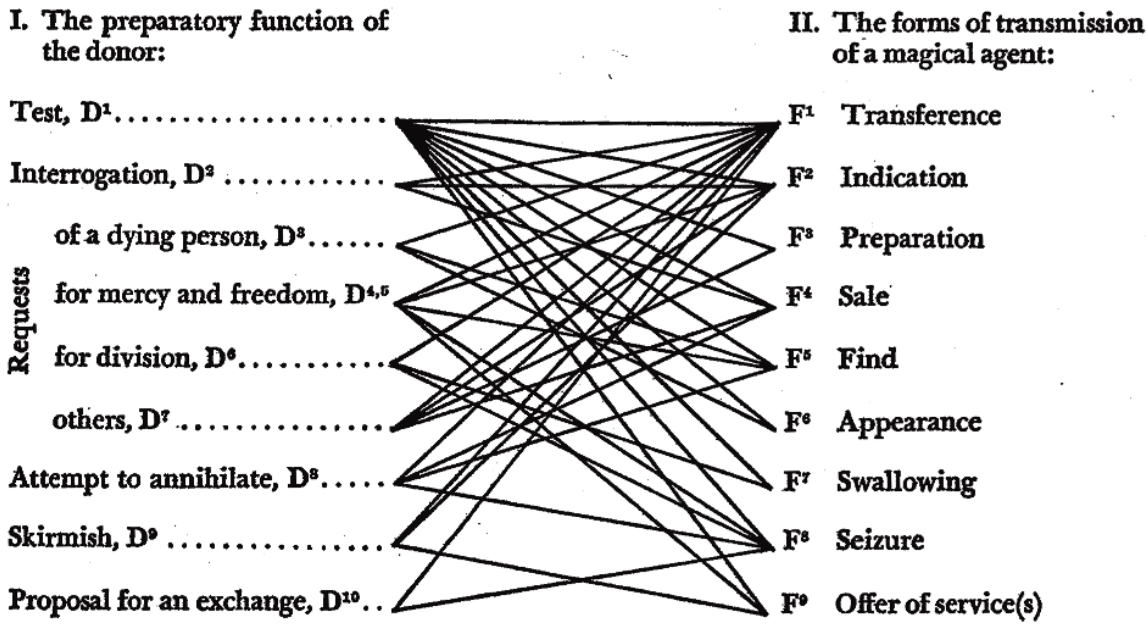 I. The preparatory function of
the donor:
II. The forms of transmission
of a magical agent:
Test, D¹....................
F¹ Transference
Interrogation, D² ............
F² Indication
Requests
of a dying person, D³......
F³ Preparation
for mercy and freedom, D⁴,⁵
F⁴ Sale
for division, D⁶............
F⁵ Find
others, D⁷ ................
F⁶ Appearance
Attempt to annihilate, D⁸.....
F⁷ Swallowing
Skirmish, D⁹ ................
F⁸ Seizure
Proposal for an exchange, D¹⁰..
F⁹ Offer of service(s)